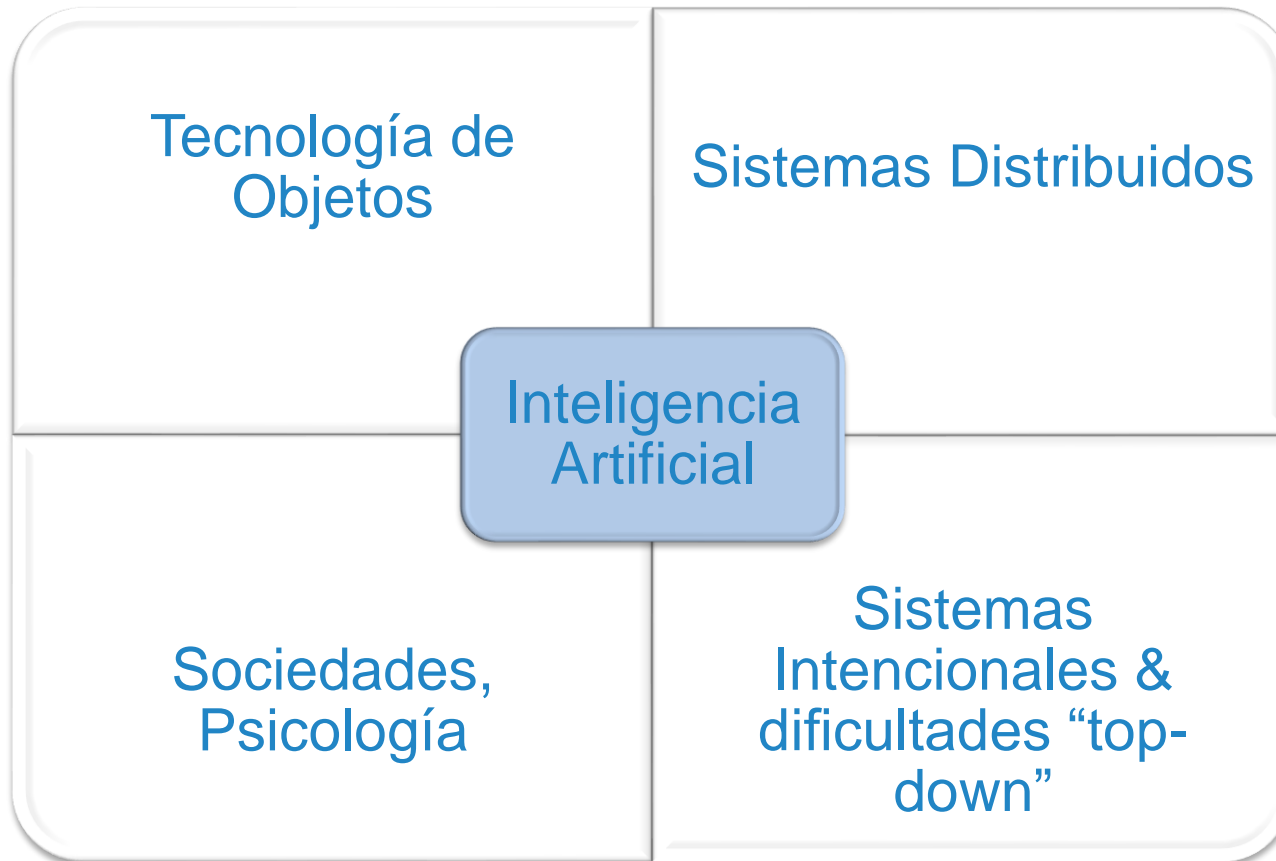 Tecnología de
Objetos
Sistemas Distribuidos
Inteligencia
Artificial
Sociedades,
Psicología
Sistemas
Intencionales &
dificultades “top-
down”